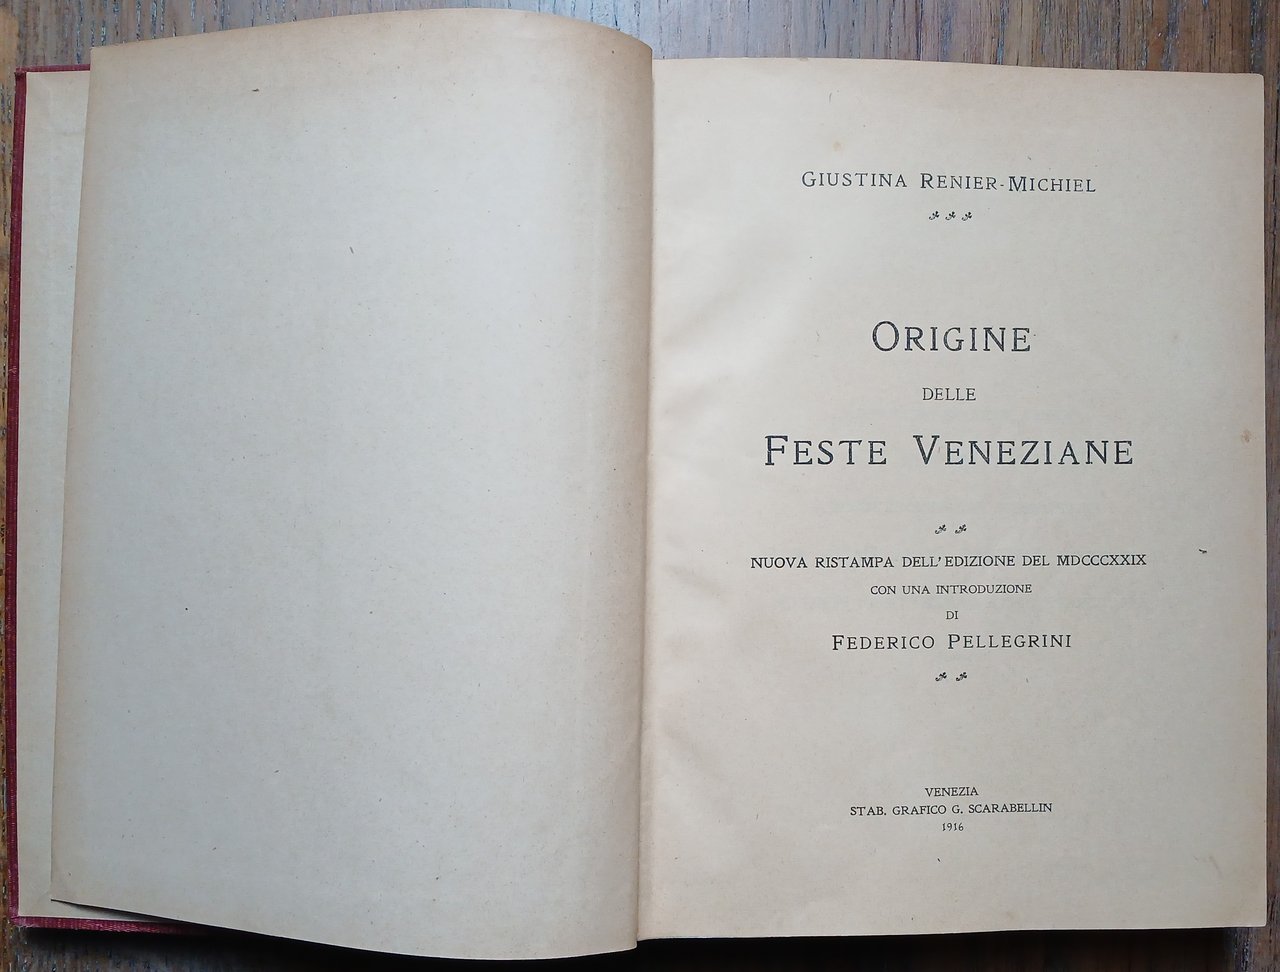 GIUSTINA RENIER-MICHIEL
ORIGINE
DELLE
FESTE VENEZIANE
NUOVA RISTAMPA DELL'EDIZIONE DEL MDCCCXXIX
CON UNA INTRODUZIONE
DI
FEDERICO PELLEGRINI
VENEZIA
STAB. GRAFICO G. SCARABELLIN
1916